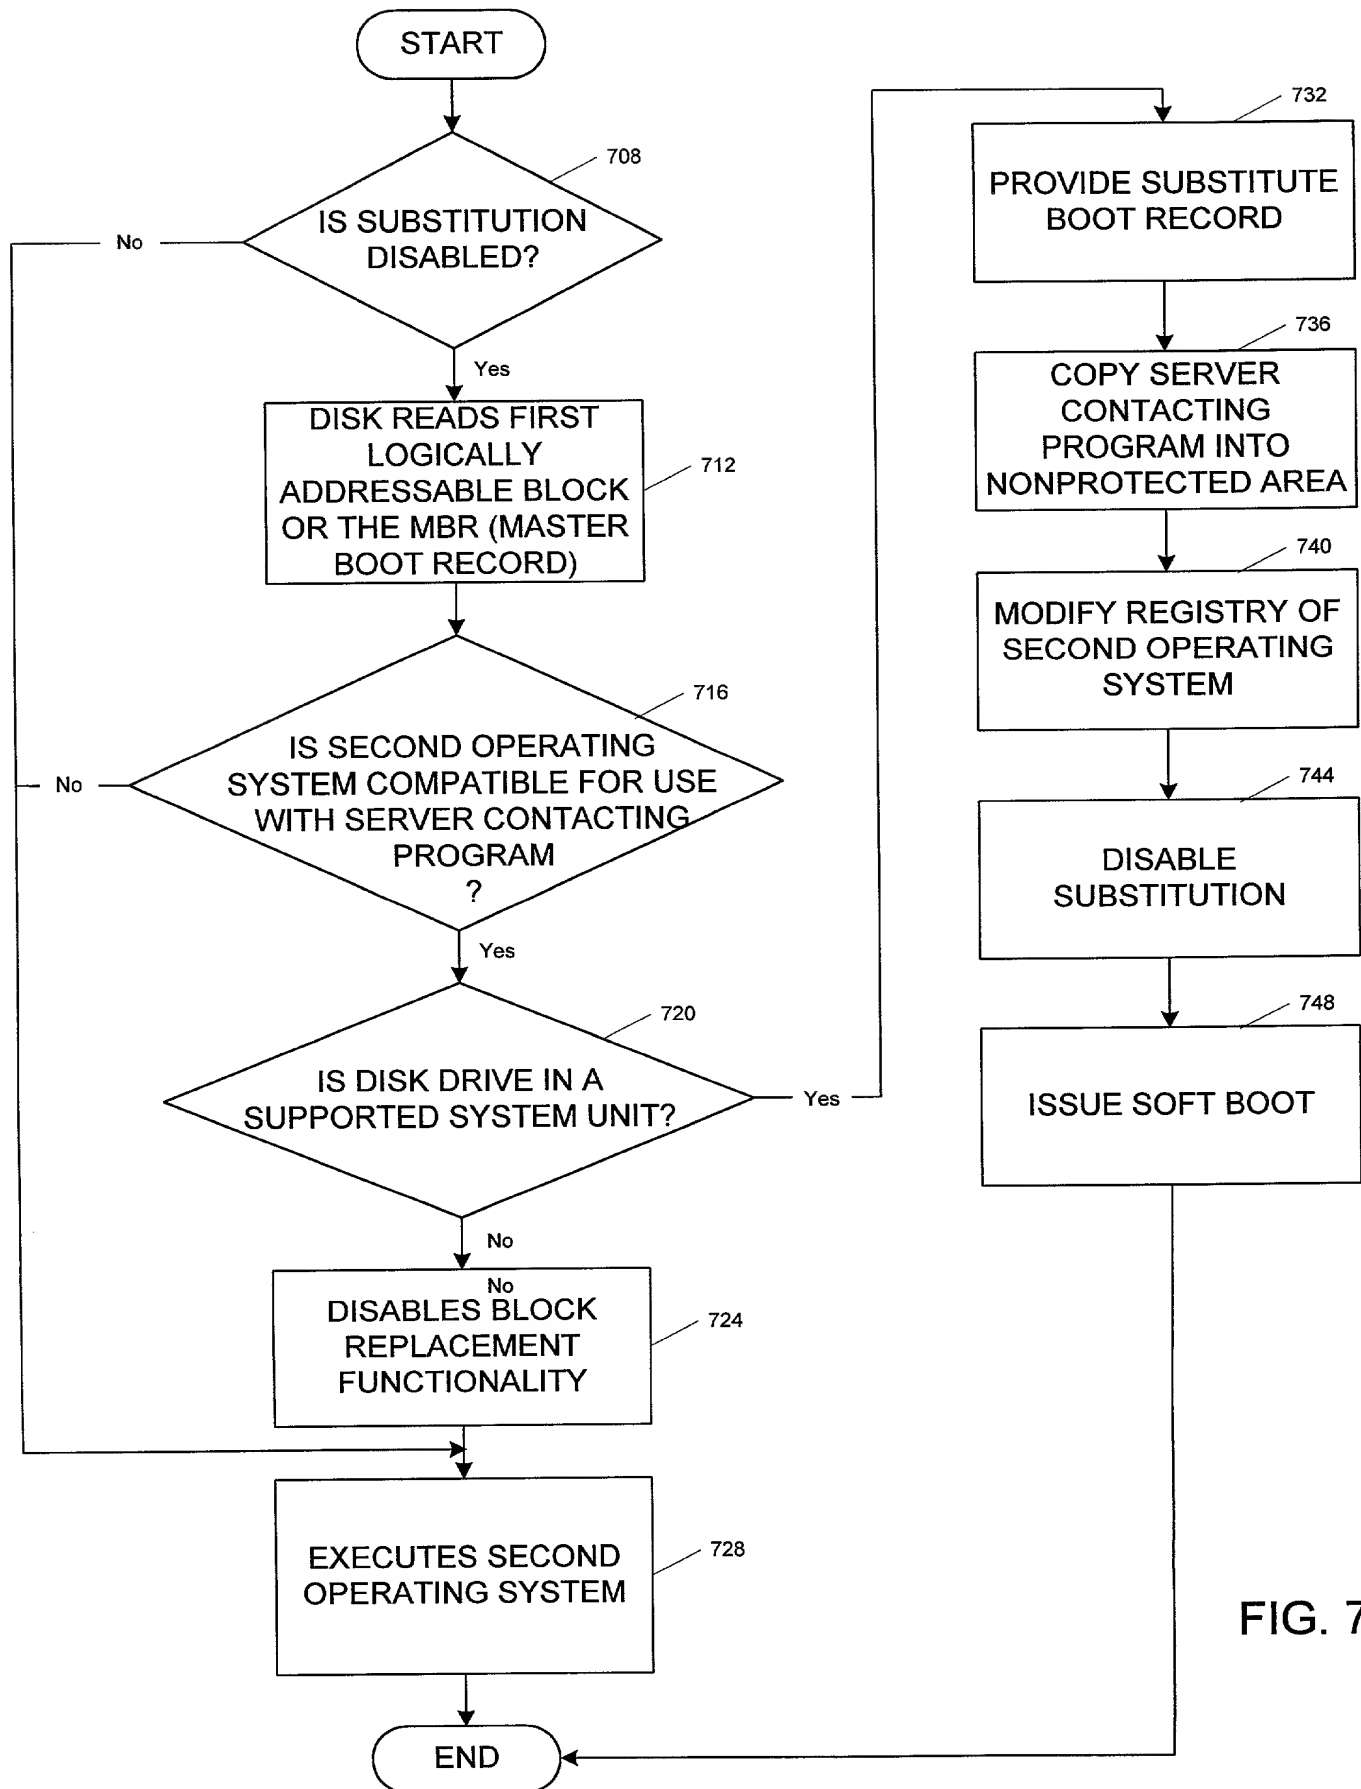 START
708
IS SUBSTITUTION
DISABLED?
No
Yes
DISK READS FIRST
LOGICALLY
ADDRESSABLE BLOCK
OR THE MBR (MASTER
BOOT RECORD)
712
716
IS SECOND OPERATING
SYSTEM COMPATIBLE FOR USE
WITH SERVER CONTACTING
PROGRAM
?
No
Yes
720
IS DISK DRIVE IN A
SUPPORTED SYSTEM UNIT?
Yes
No
No
DISABLES BLOCK
REPLACEMENT
FUNCTIONALITY
724
EXECUTES SECOND
OPERATING SYSTEM
728
END
732
PROVIDE SUBSTITUTE
BOOT RECORD
736
COPY SERVER
CONTACTING
PROGRAM INTO
NONPROTECTED AREA
740
MODIFY REGISTRY OF
SECOND OPERATING
SYSTEM
744
DISABLE
SUBSTITUTION
748
ISSUE SOFT BOOT
FIG. 7